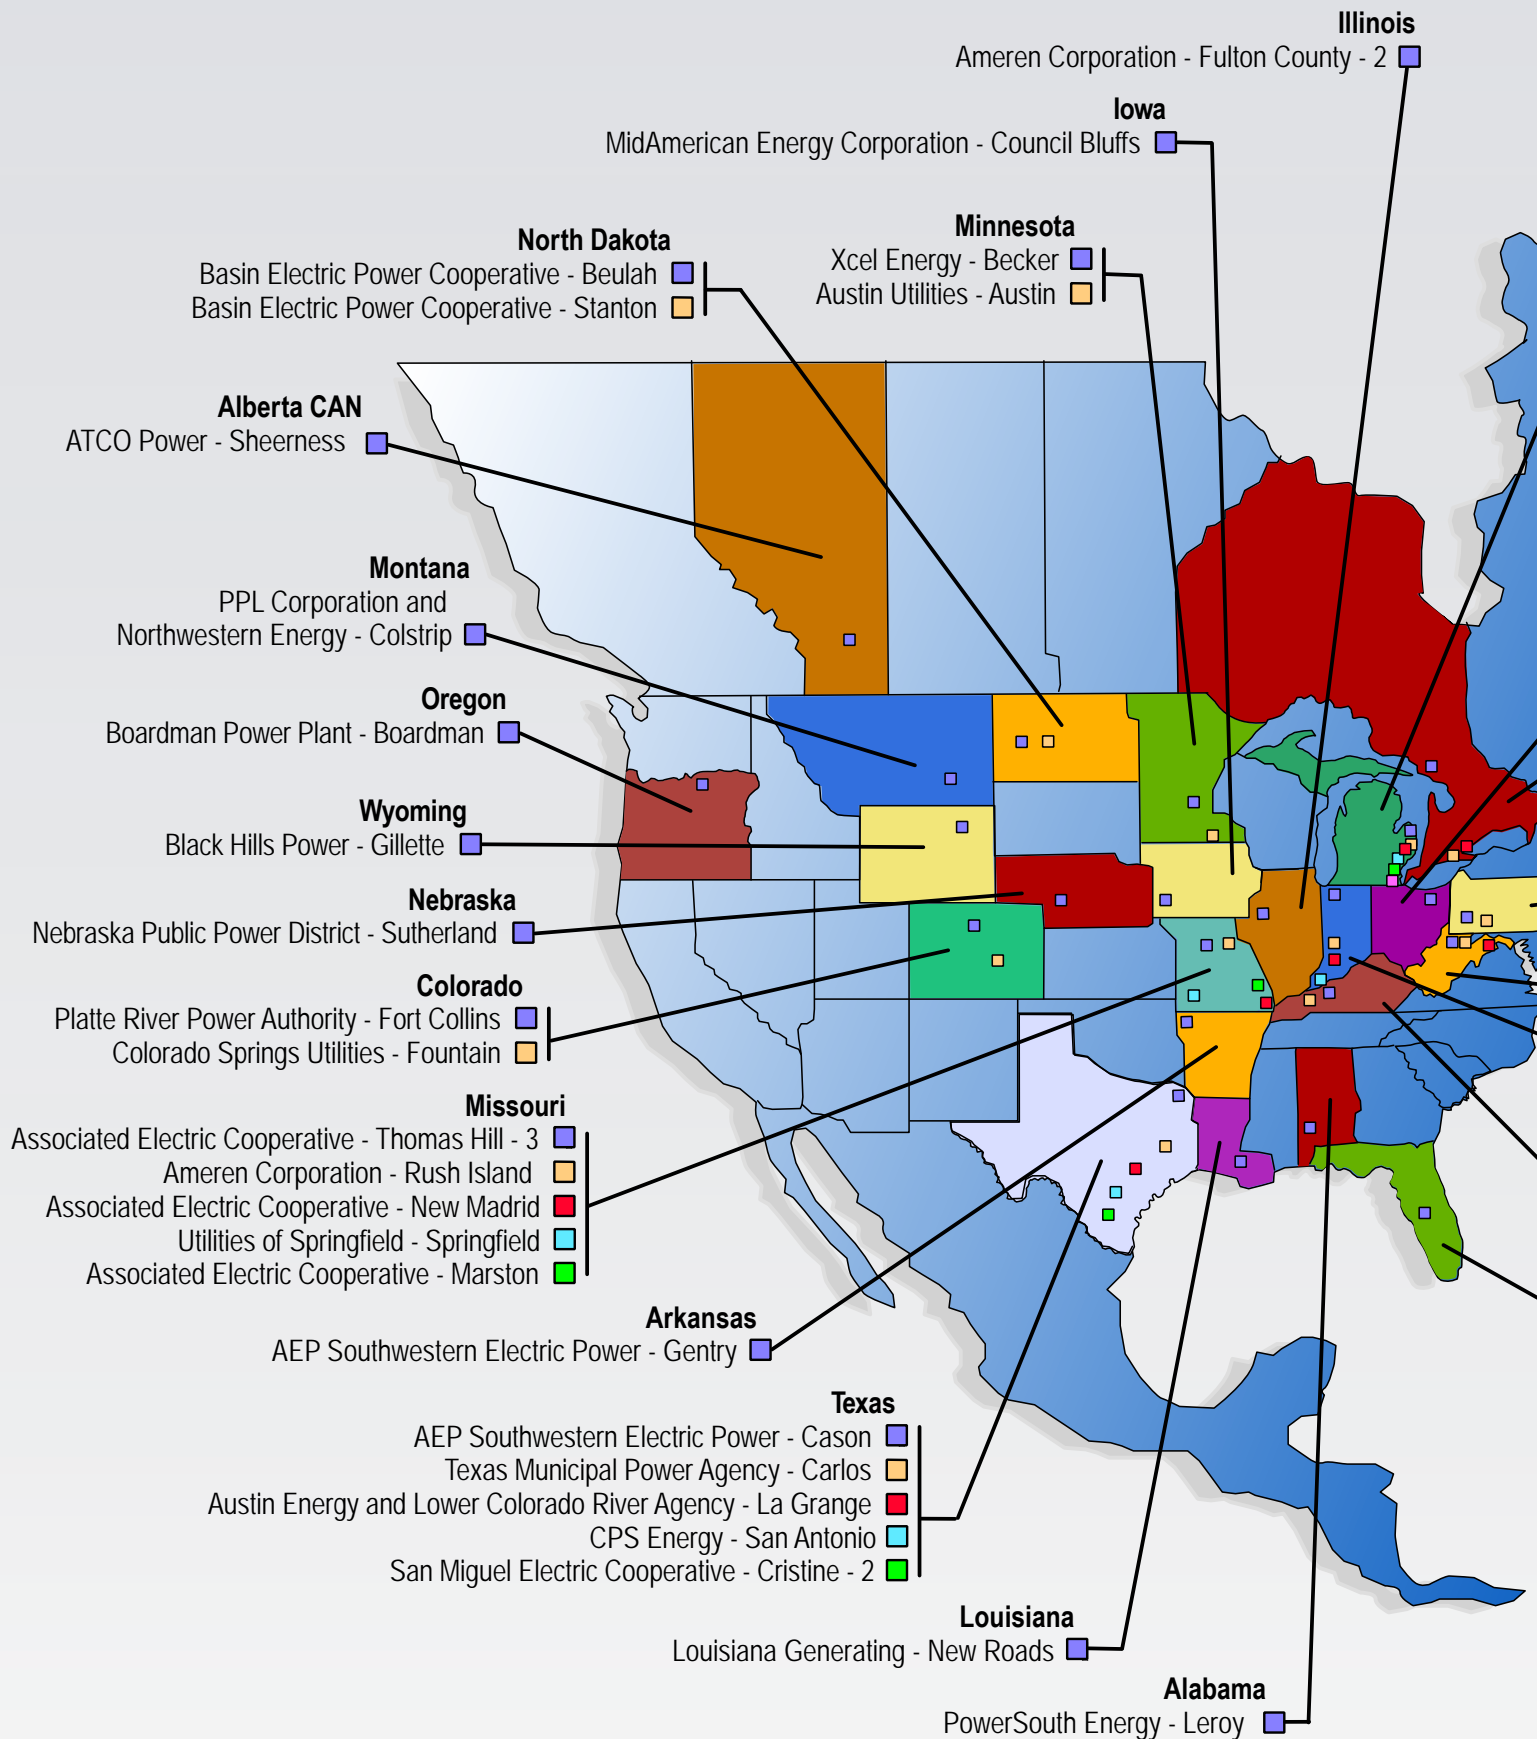 Illinois
Ameren Corporation - Fulton County - 2
Iowa
MidAmerican Energy Corporation - Council Bluffs
Minnesota
Xcel Energy - Becker
Austin Utilities - Austin
North Dakota
Basin Electric Power Cooperative - Beulah
Basin Electric Power Cooperative - Stanton
Alberta CAN
ATCO Power - Sheerness
Montana
PPL Corporation and
Northwestern Energy - Colstrip
Oregon
Boardman Power Plant - Boardman
Wyoming
Black Hills Power - Gillette
Nebraska
Nebraska Public Power District - Sutherland
Colorado
Platte River Power Authority - Fort Collins
Colorado Springs Utilities - Fountain
Missouri
Associated Electric Cooperative - Thomas Hill - 3
Ameren Corporation - Rush Island
Associated Electric Cooperative - New Madrid
Utilities of Springfield - Springfield
Associated Electric Cooperative - Marston
Arkansas
AEP Southwestern Electric Power - Gentry
Texas
AEP Southwestern Electric Power - Cason
Texas Municipal Power Agency - Carlos
Austin Energy and Lower Colorado River Agency - La Grange
CPS Energy - San Antonio
San Miguel Electric Cooperative - Cristine - 2
Louisiana
Louisiana Generating - New Roads
Alabama
PowerSouth Energy - Leroy